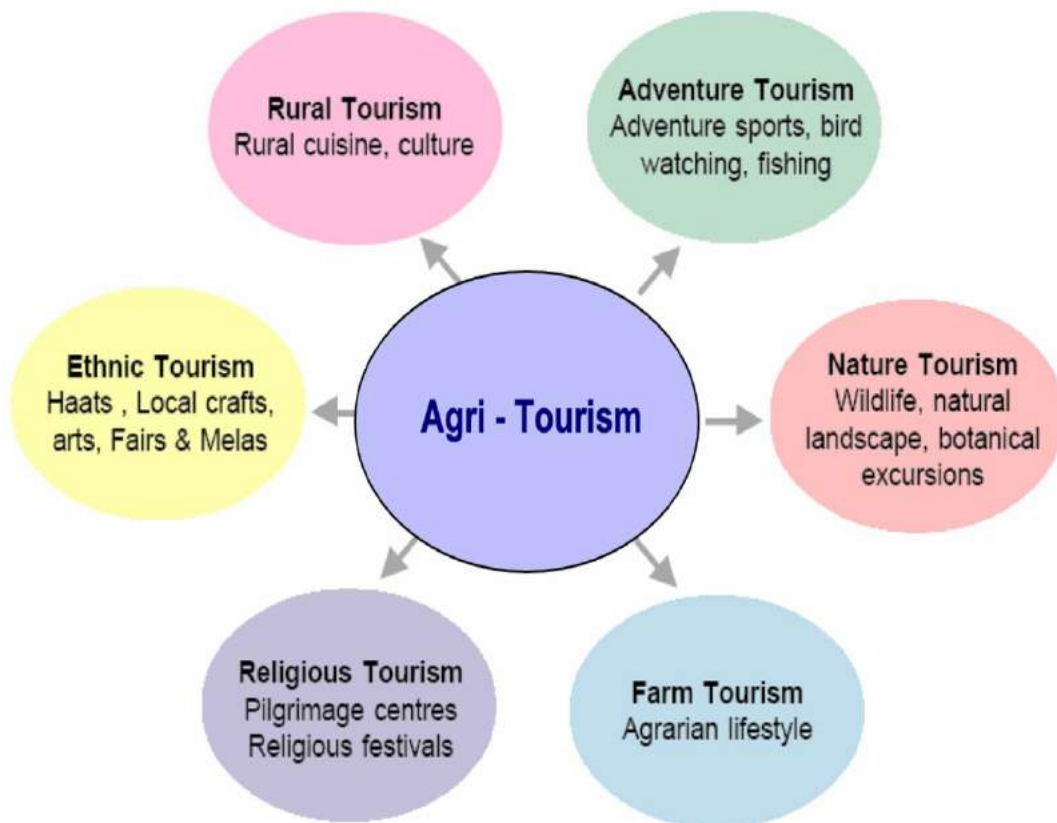 Rural Tourism
Rural cuisine, culture
Adventure Tourism
Adventure sports, bird
watching, fishing
Ethnic Tourism
Haats , Local crafts,
arts, Fairs & Melas
Agri - Tourism
Nature Tourism
Wildlife, natural
landscape, botanical
excursions
Religious Tourism
Pilgrimage centres
Religious festivals
Farm Tourism
Agrarian lifestyle